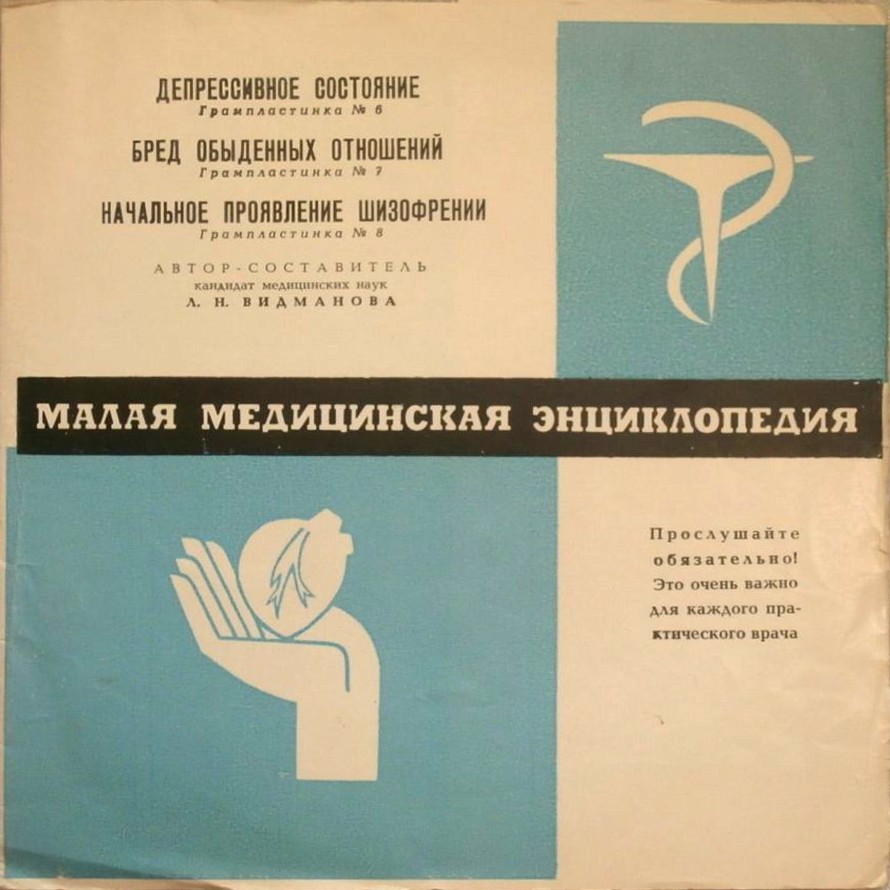 ДЕПРЕССИВНОЕ СОСТОЯНИЕ
Грампластинка № 6
БРЕД ОБЫДЕННЫХ ОТНОШЕНИЙ
Грампластинка № 7
НАЧАЛЬНОЕ ПРОЯВЛЕНИЕ ШИЗОФРЕНИИ
Грампластинка № 8
АВТОР-СОСТАВИТЕЛЬ
кандидат медицинских наук
Л. Н. ВИДМАНОВА
МАЛАЯ МЕДИЦИНСКАЯ ЭНЦИКЛОПЕДИЯ
Прослушайте
обязательно!
Это очень важно
для каждого пра-
ктического врача